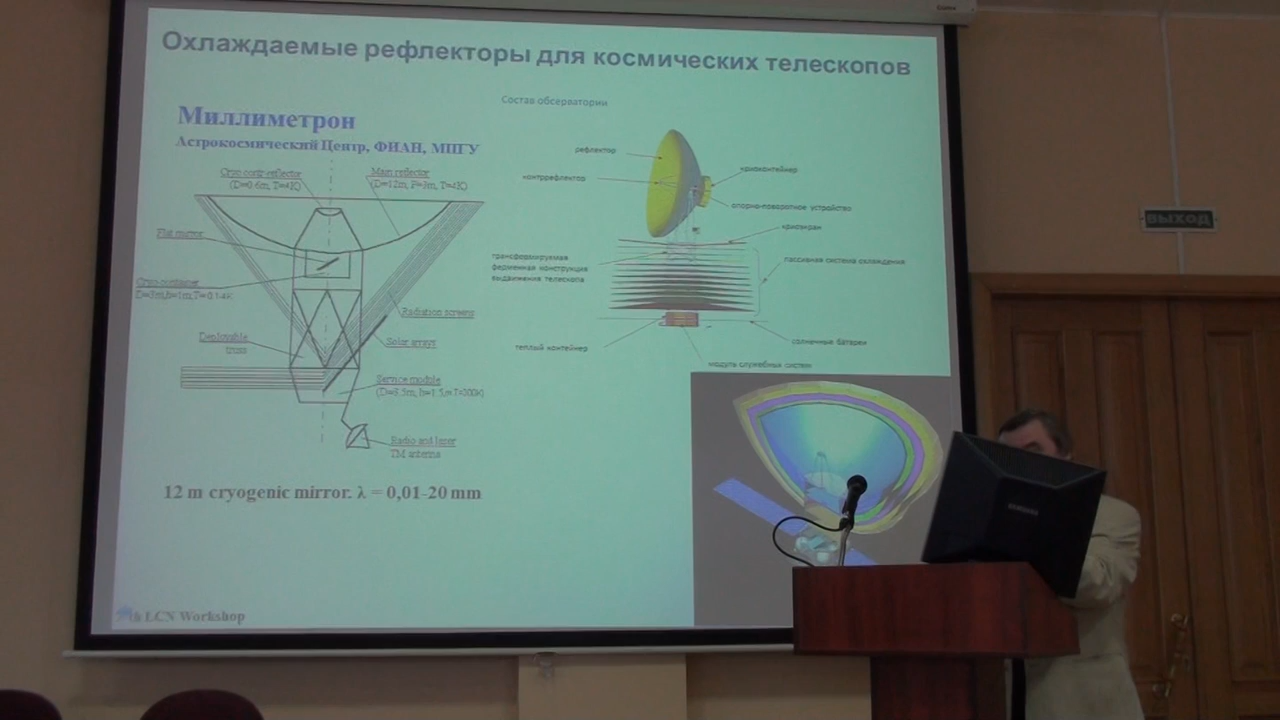 Охлаждаемые рефлекторы для космических телескопов
Миллиметрон
Астрокосмический Центр, ФИАН, МПГУ
Cryo contr-reflector
(D=0.6m, T=4K)
Main reflector
(D=12m, F=3m, T=4K)
Flat mirror
Cryo container
Radiation screens
Deployable
truss
Solar arrays
Service module
Radio and laser
TM antenna
12 m cryogenic mirror. λ = 0,01-20 mm
LCN Workshop
Состав обсерватории
рефлектор
контррефлектор
криоконтейнер
опорно-поворотное устройство
криоэкран
трансформируемая
ферменная конструкция
выдвижения телескопа
пассивная система охлаждения
теплый контейнер
солнечные батареи
модуль служебных систем
ВЫХОД
SAMSUNG